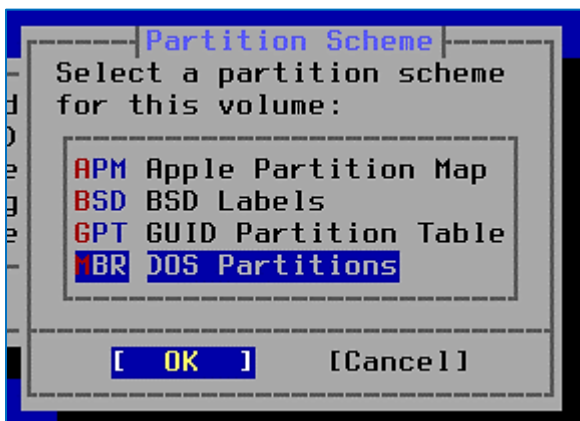 Partition Scheme
Select a partition scheme
for this volume:
APM Apple Partition Map
BSD BSD Labels
GPT GUID Partition Table
MBR DOS Partitions
[ OK ] [Cancel]